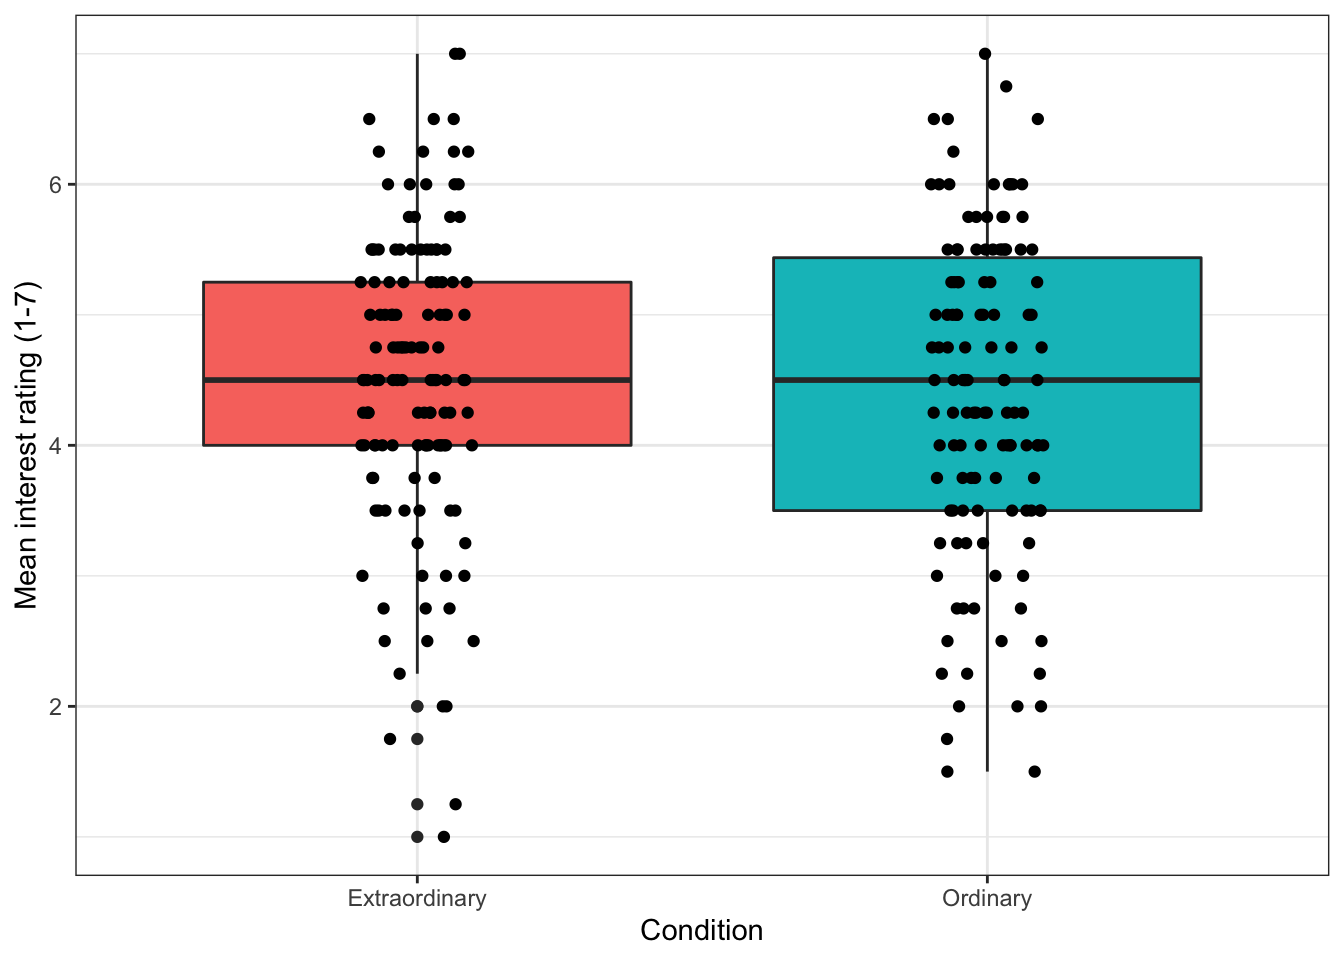 Mean interest rating (1-7)
6
4
2
Extraordinary
Ordinary
Condition